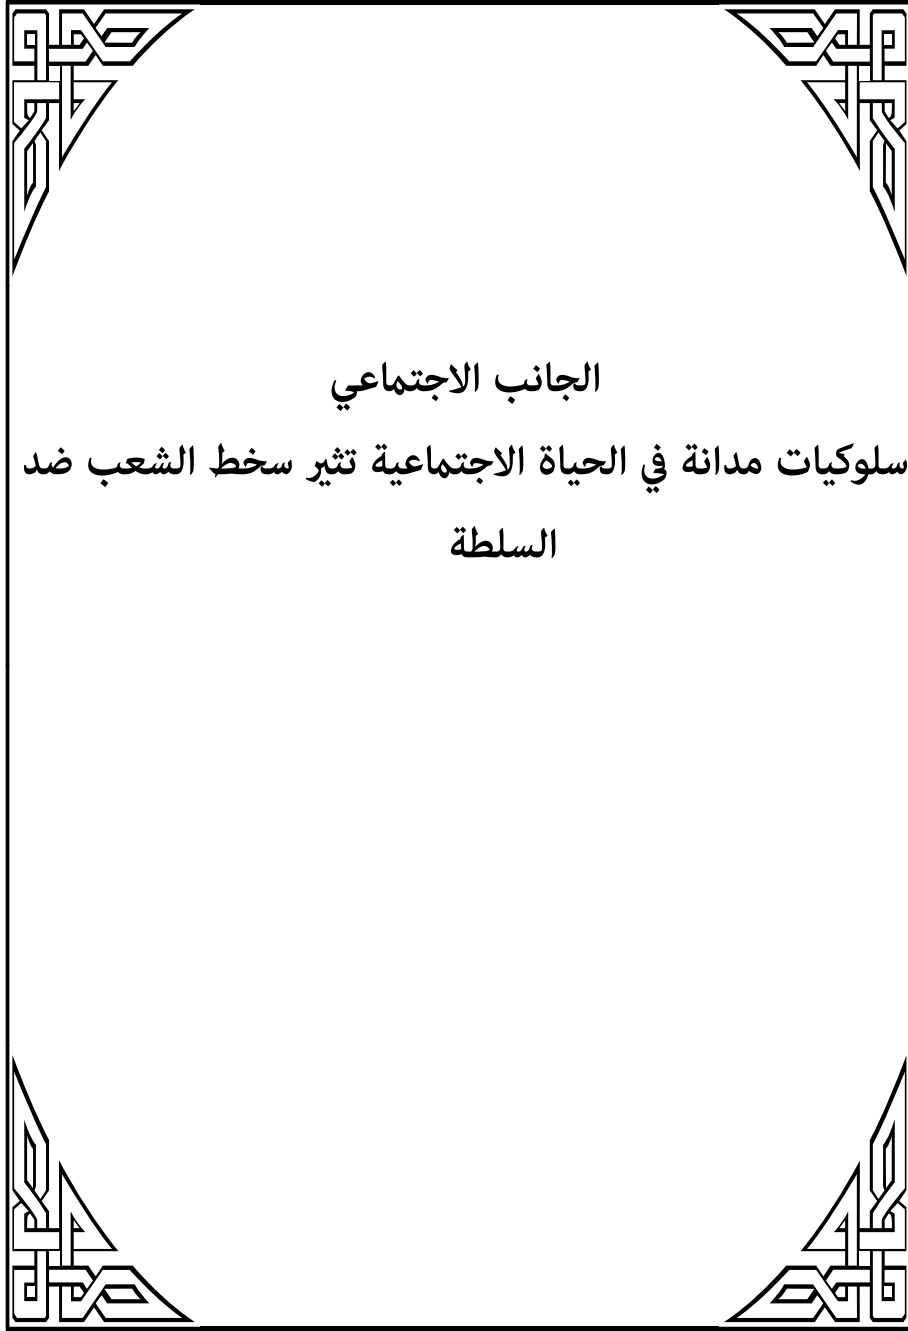 الجانب الاجتماعي
سلوكيات مدانة في الحياة الاجتماعية تثير سخط الشعب ضد
السلطة